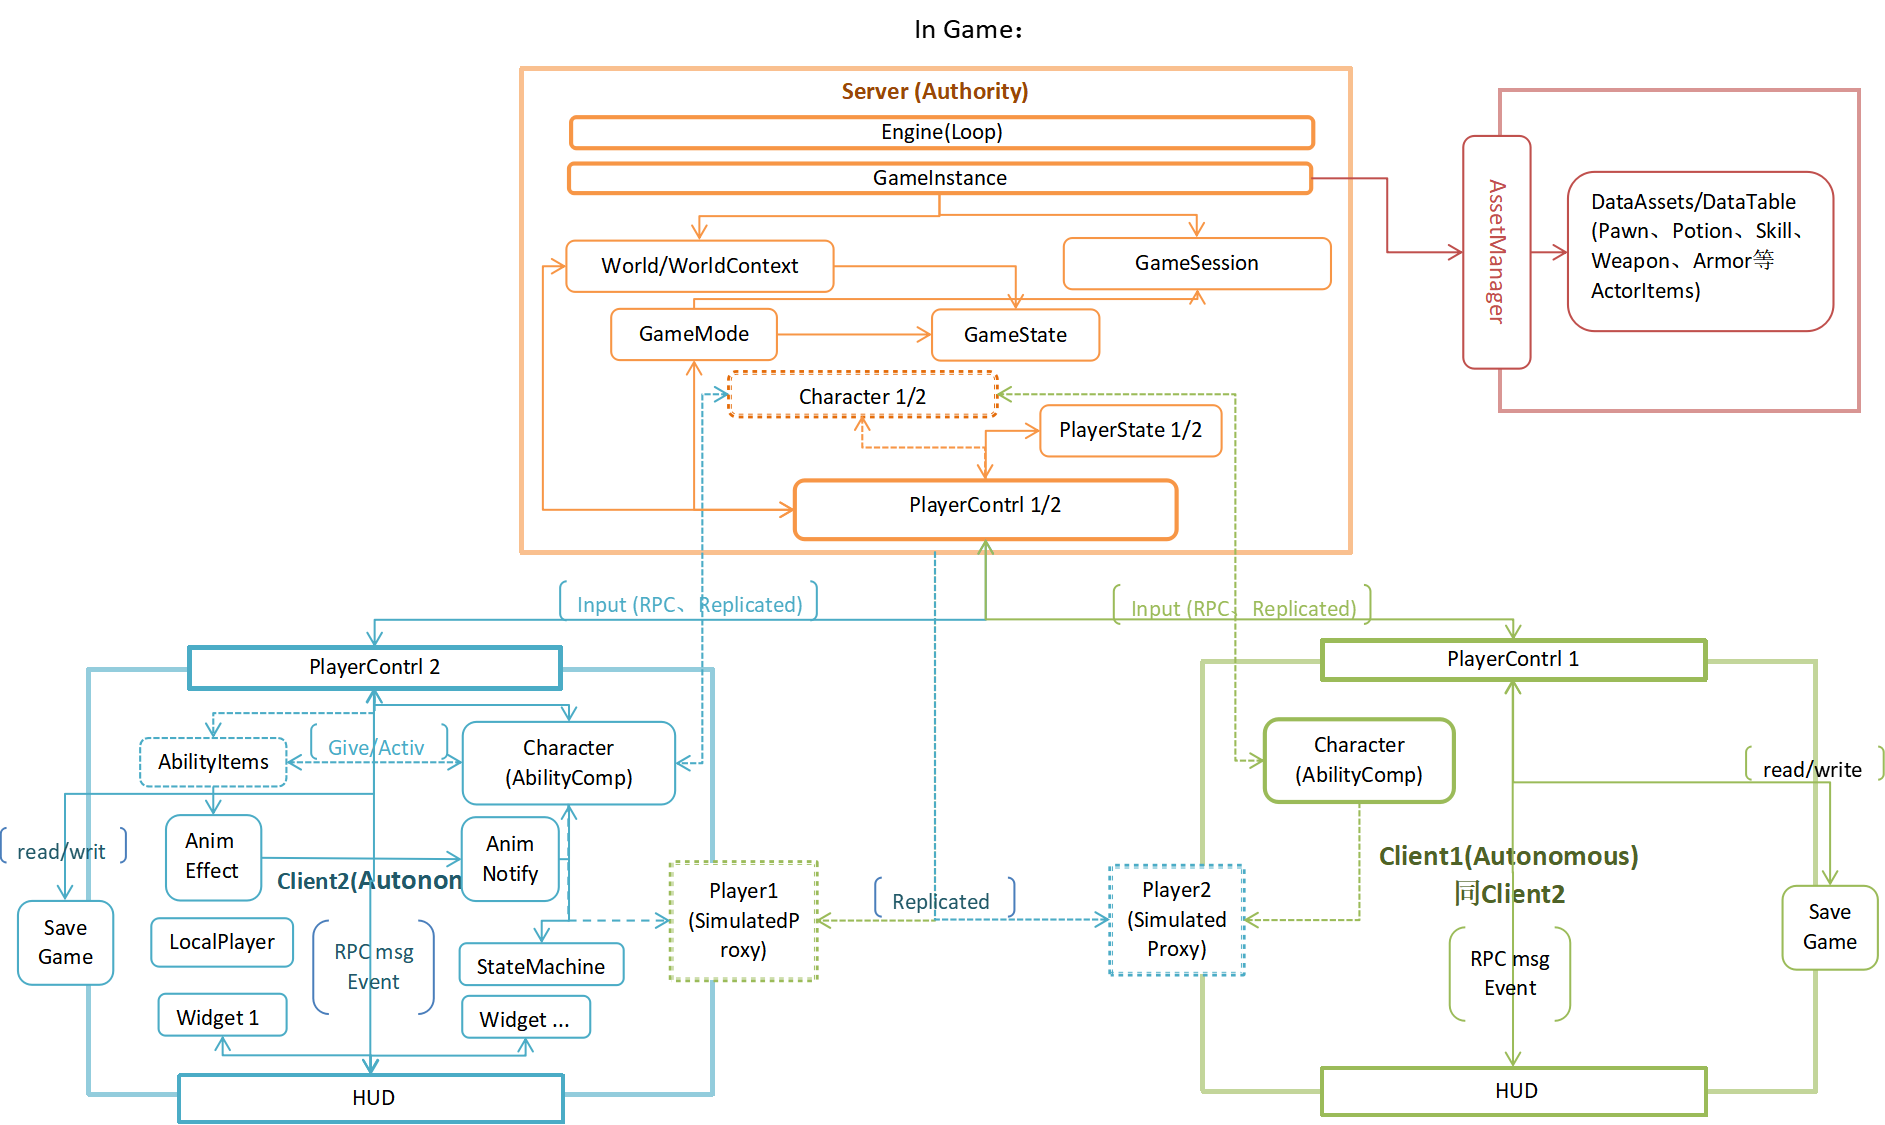 In Game：
Server (Authority)
Engine(Loop)
GameInstance
World/WorldContext
GameSession
GameMode
GameState
Character 1/2
PlayerState 1/2
PlayerContrl 1/2
AssetManager
DataAssets/DataTable
(Pawn、Potion、Skill、
Weapon、Armor等
ActorItems)
Input (RPC、Replicated)
Input (RPC、Replicated)
PlayerContrl 2
AbilityItems
Give/Activ
Character
(AbilityComp)
read/writ
Anim
Effect
Anim
Notify
Client2(Autonon
Save
Game
LocalPlayer
RPC msg
Event
StateMachine
Widget 1
Widget ...
HUD
Player1
(SimulatedP
roxy)
Replicated
Player2
(Simulated
Proxy)
PlayerContrl 1
Character
(AbilityComp)
read/write
Client1(Autonomous)
同Client2
Save
Game
RPC msg
Event
HUD